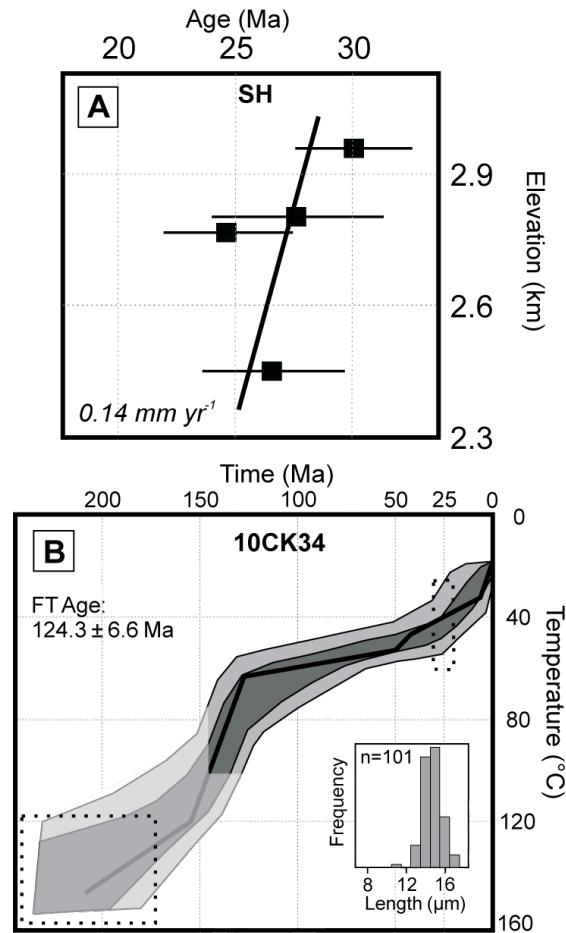 Age (Ma)
20 25 30
A
SH
2.9
2.6
2.3
Elevation (km)
0.14 mm yr⁻¹
Time (Ma)
200 150 100 50 25 0
B
10CK34
FT Age:
124.3 ± 6.6 Ma
0
40
80
120
160
Temperature (°C)
n=101
Frequency
8 12 16
Length (µm)